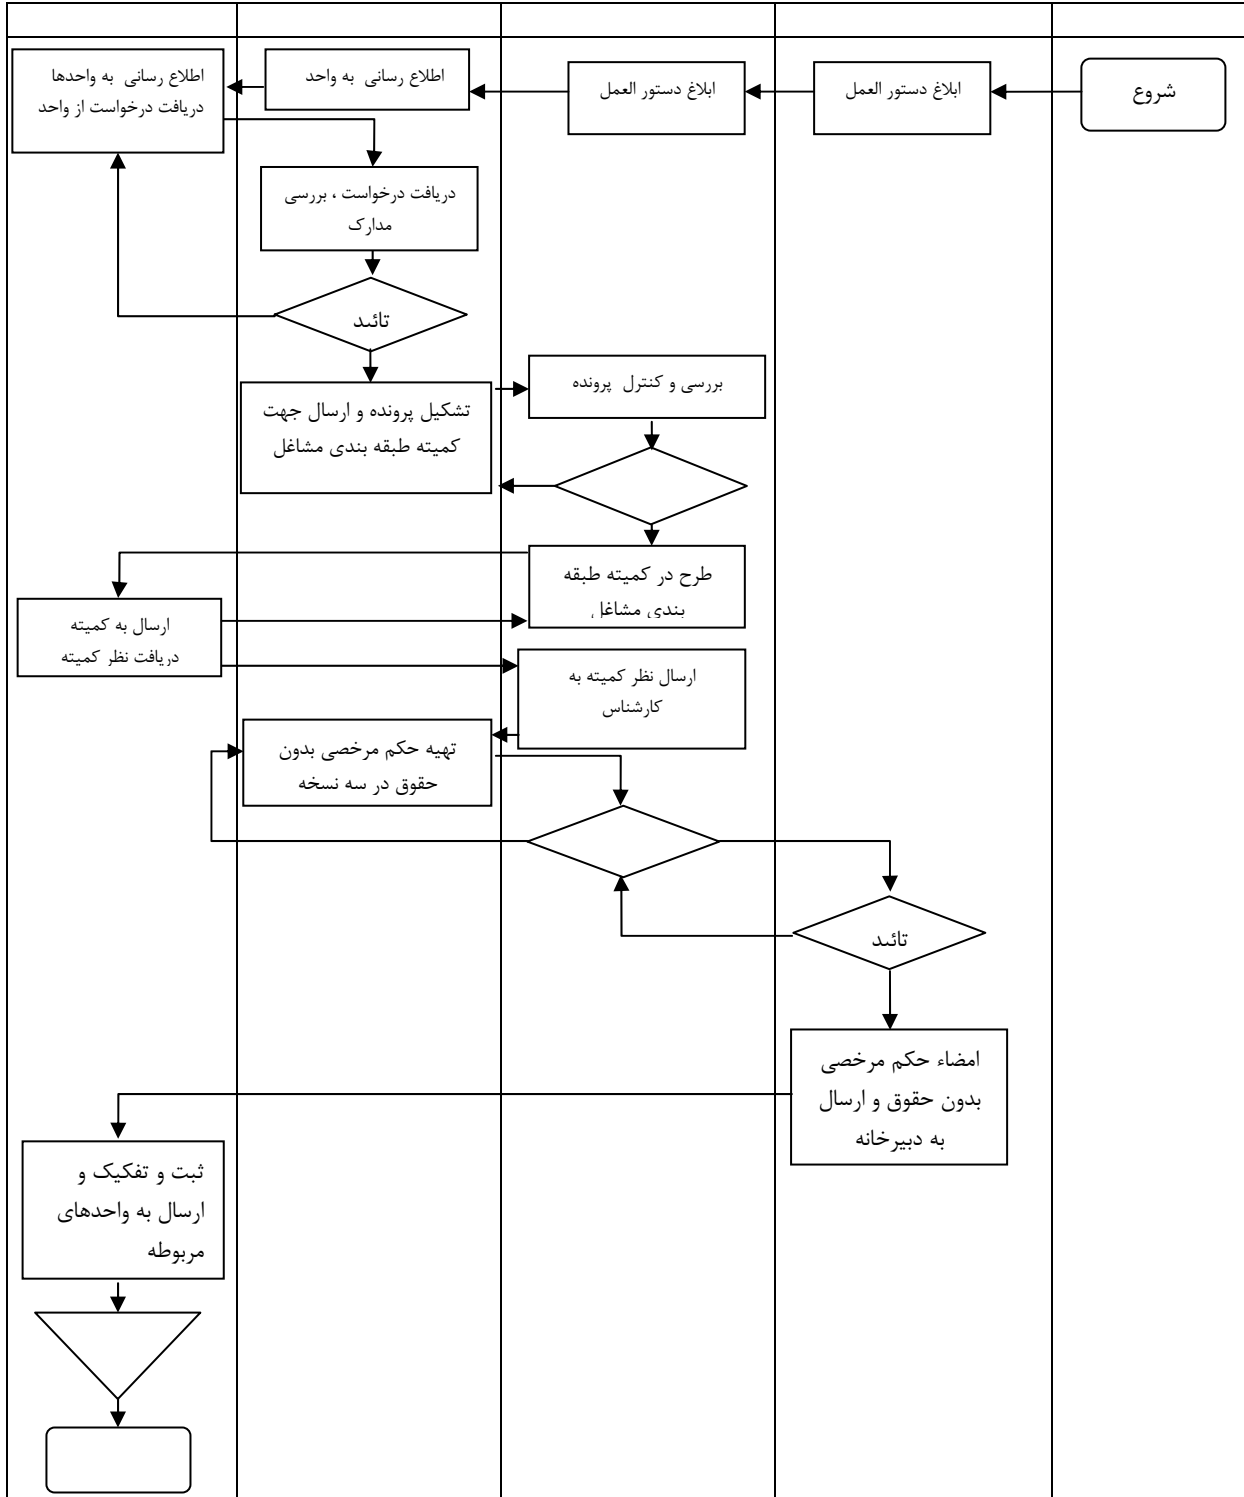 شروع
ابلاغ دستور العمل
ابلاغ دستور العمل
اطلاع رسانی به واحد
اطلاع رسانی به واحدها
دریافت درخواست از واحد
دریافت درخواست ، بررسی
مدارک
تائید
تشکیل پرونده و ارسال جهت
کمیته طبقه بندی مشاغل
بررسی و کنترل پرونده
طرح در کمیته طبقه
بندی مشاغل
ارسال به کمیته
دریافت نظر کمیته
ارسال نظر کمیته به
کارشناس
تهیه حکم مرخصی بدون
حقوق در سه نسخه
تائید
امضاء حکم مرخصی
بدون حقوق و ارسال
به دبیرخانه
ثبت و تفکیک و
ارسال به واحدهای
مربوطه